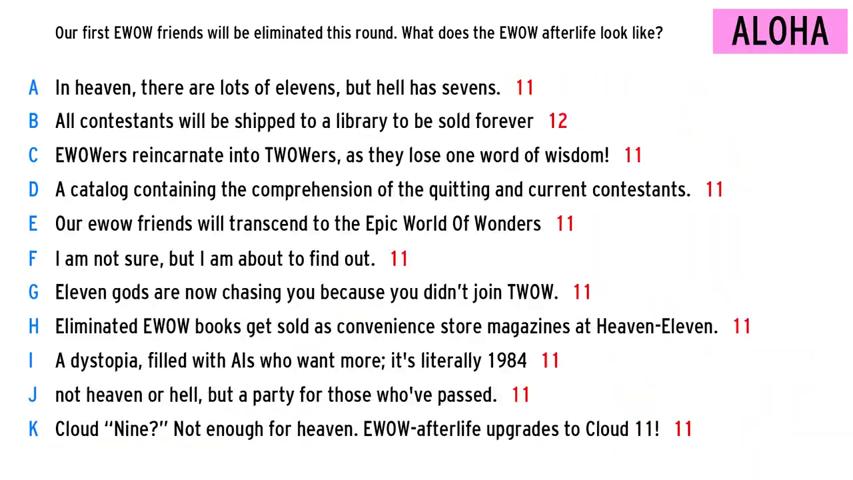 Our first EWOW friends will be eliminated this round. What does the EWOW afterlife look like?
ALOHA
A In heaven, there are lots of elevens, but hell has sevens. 11
B All contestants will be shipped to a library to be sold forever 12
C EWOWers reincarnate into TWOWers, as they lose one word of wisdom! 11
D A catalog containing the comprehension of the quitting and current contestants. 11
E Our ewow friends will transcend to the Epic World Of Wonders 11
F I am not sure, but I am about to find out. 11
G Eleven gods are now chasing you because you didn't join TWOW. 11
H Eliminated EWOW books get sold as convenience store magazines at Heaven-Eleven. 11
I A dystopia, filled with AIs who want more; it's literally 1984 11
J not heaven or hell, but a party for those who've passed. 11
K Cloud “Nine?” Not enough for heaven. EWOW-afterlife upgrades to Cloud 11! 11